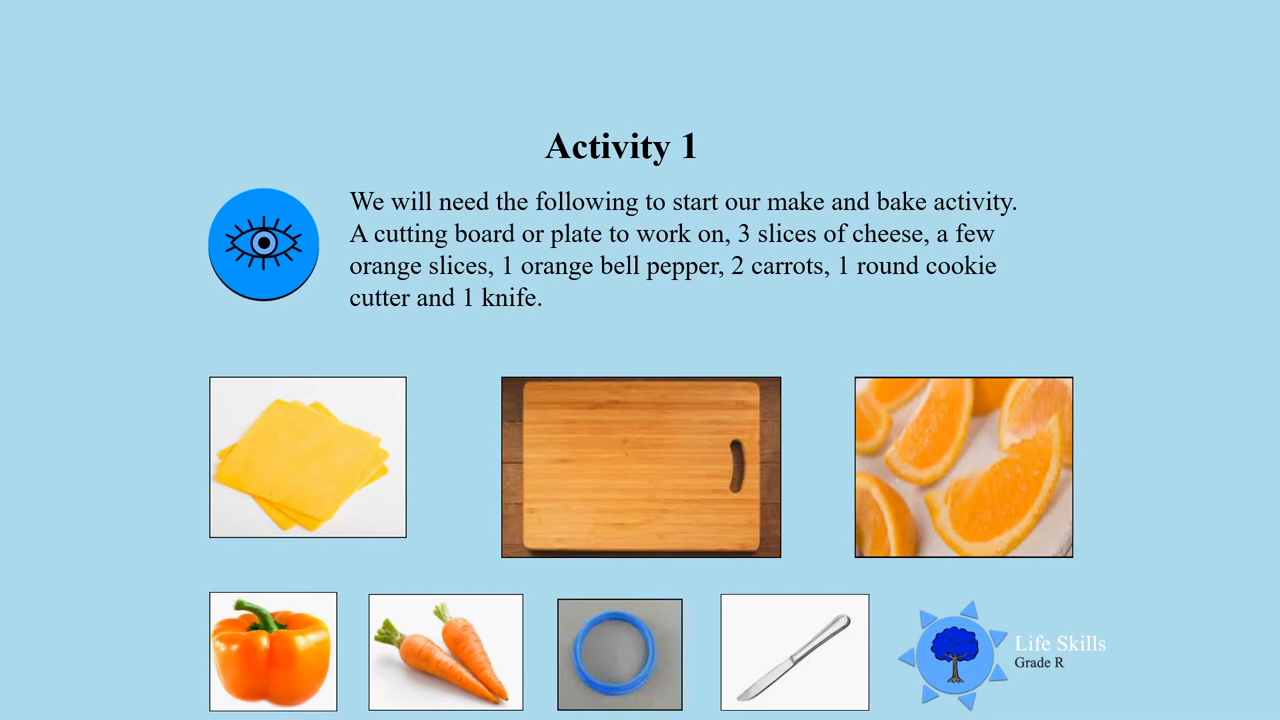 Activity 1
We will need the following to start our make and bake activity.
A cutting board or plate to work on, 3 slices of cheese, a few
orange slices, 1 orange bell pepper, 2 carrots, 1 round cookie
cutter and 1 knife.
Life Skills
Grade R